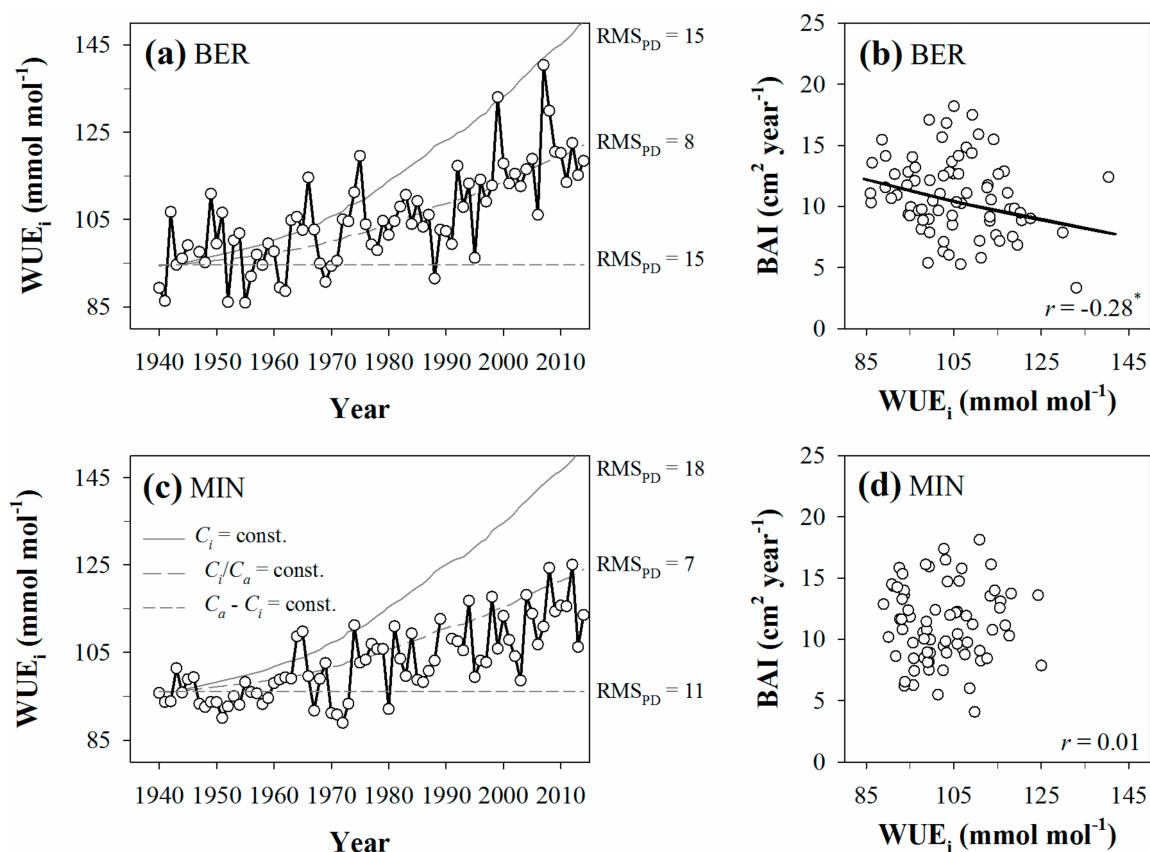 (a) BER
WUEi (mmol mol-1)
145
125
105
85
1940 1950 1960 1970 1980 1990 2000 2010
Year
RMSPD = 15
RMSPD = 8
RMSPD = 15
(b) BER
BAI (cm2 year-1)
25
20
15
10
5
0
r = -0.28*
85 105 125 145
WUEi (mmol mol-1)
(c) MIN
WUEi (mmol mol-1)
145
125
105
85
Ci = const.
Ci/Ca = const.
Ca - Ci = const.
1940 1950 1960 1970 1980 1990 2000 2010
Year
RMSPD = 18
RMSPD = 7
RMSPD = 11
(d) MIN
BAI (cm2 year-1)
25
20
15
10
5
0
r = 0.01
85 105 125 145
WUEi (mmol mol-1)